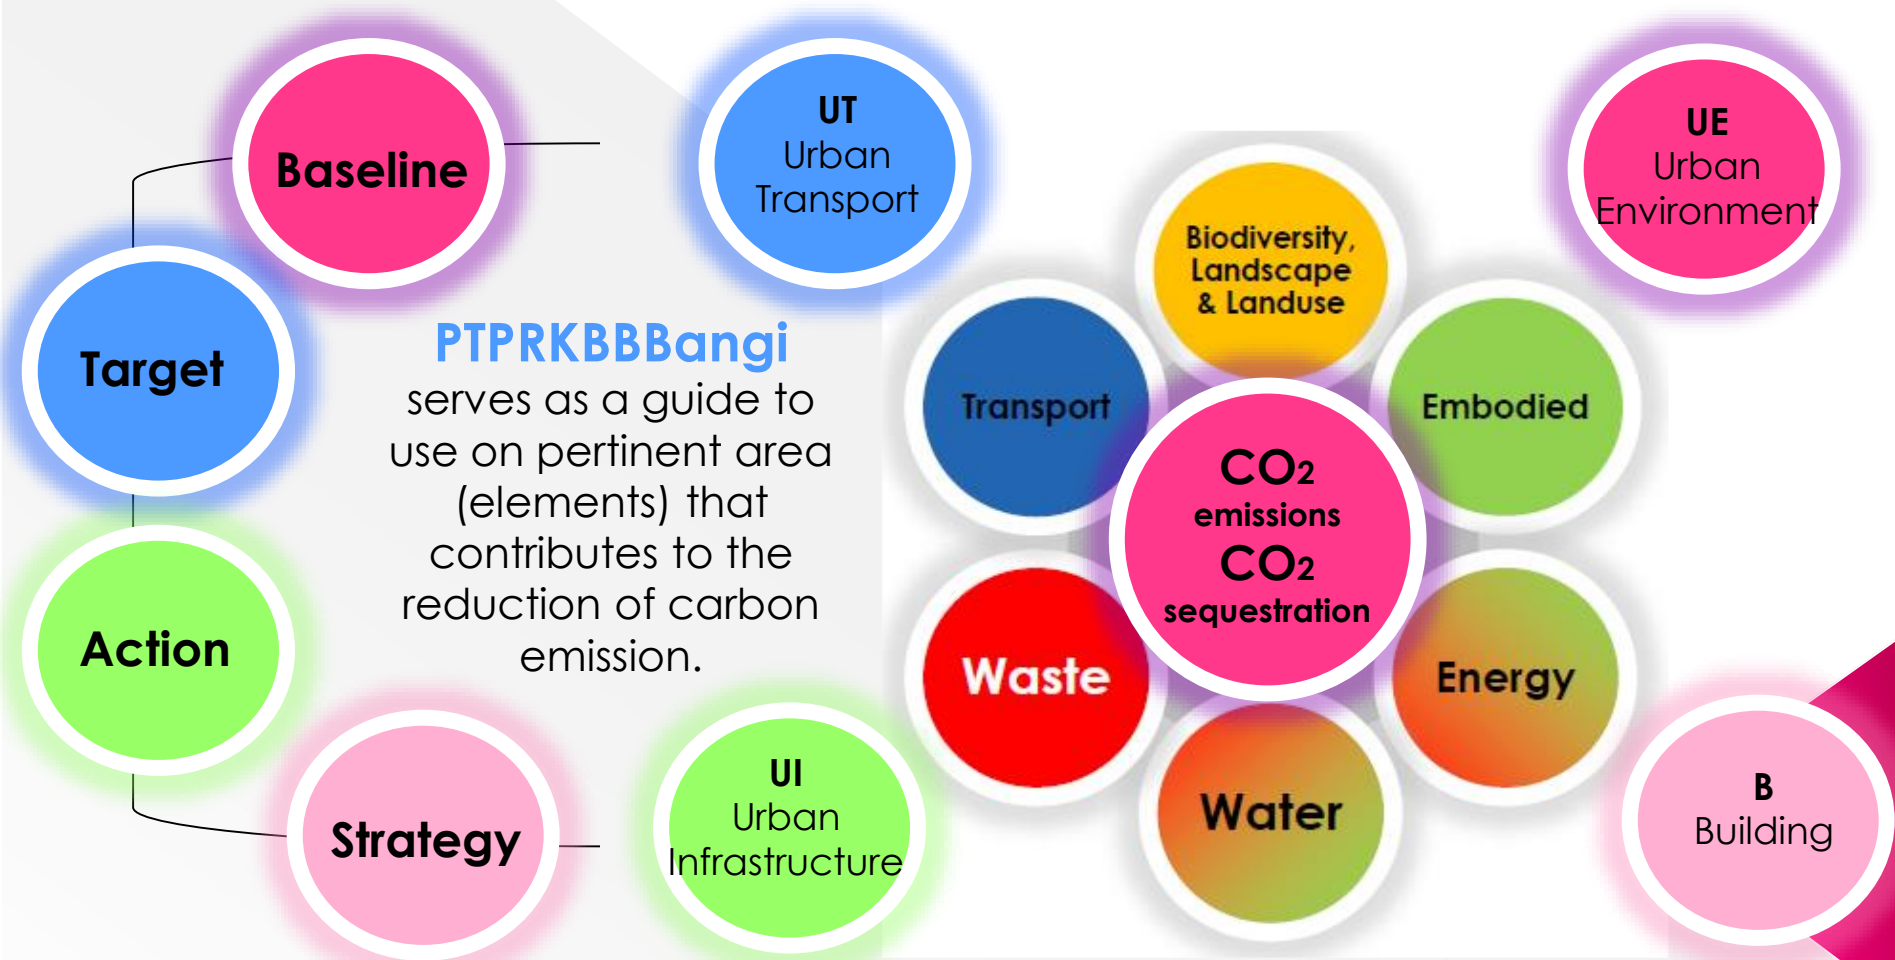 Baseline
Target
Action
Strategy
PTPRKBBBangi
serves as a guide to
use on pertinent area
(elements) that
contributes to the
reduction of carbon
emission.
UT
Urban
Transport
UI
Urban
Infrastructure
Biodiversity,
Landscape
& Landuse
Transport
Embodied
CO2
emissions
CO2
sequestration
Waste
Energy
Water
UE
Urban
Environment
B
Building